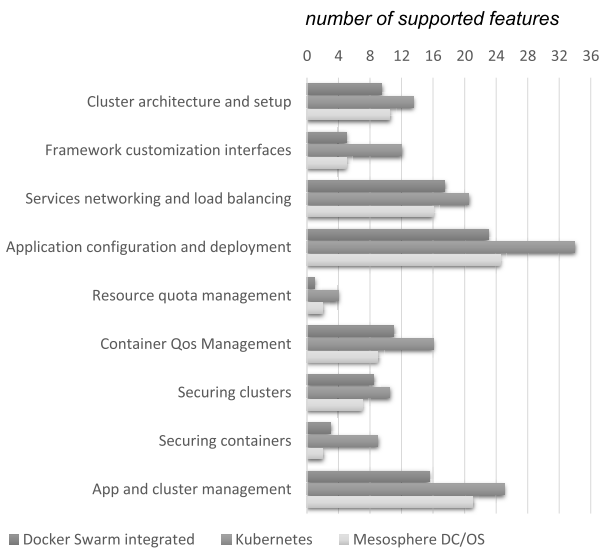 number of supported features
0 4 8 12 16 20 24 28 32 36
Cluster architecture and setup
Framework customization interfaces
Services networking and load balancing
Application configuration and deployment
Resource quota management
Container Qos Management
Securing clusters
Securing containers
App and cluster management
Docker Swarm integrated Kubernetes Mesosphere DC/OS